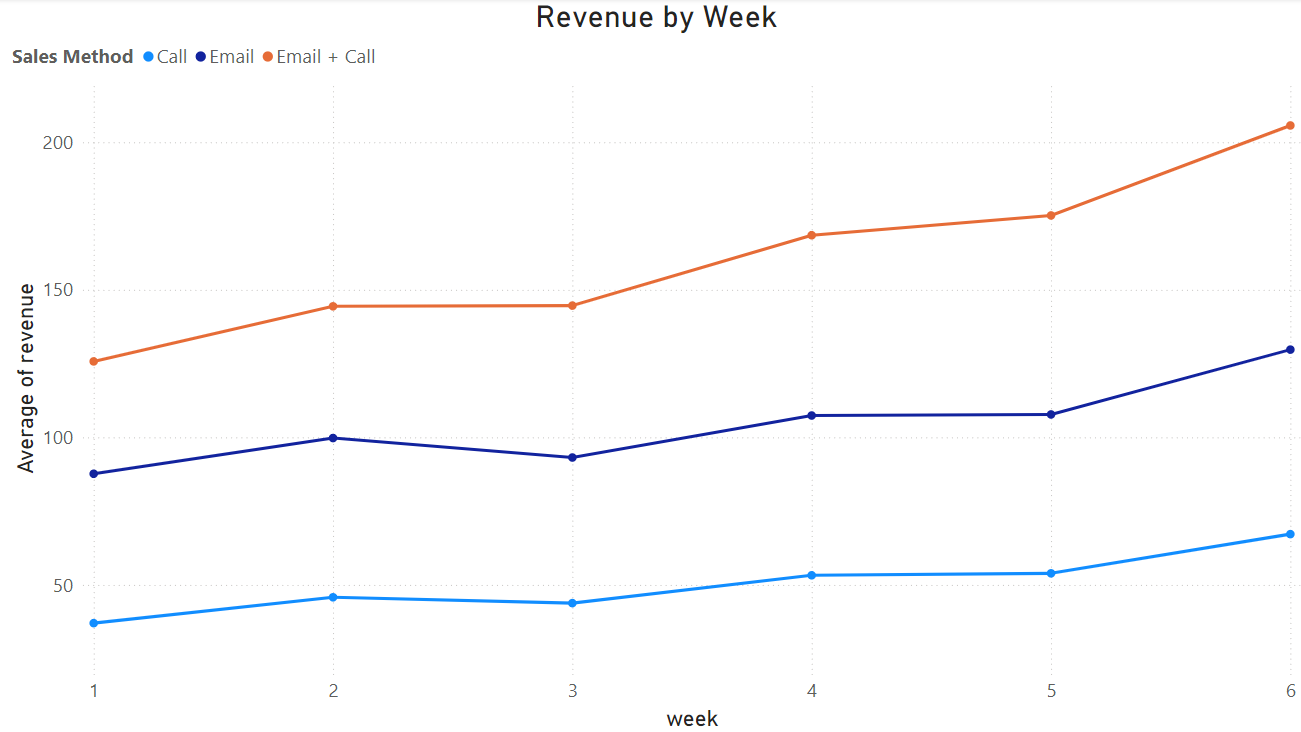 Revenue by Week
Sales Method Call Email Email + Call
200
150
100
50
Average of revenue
1 2 3 4 5 6
week